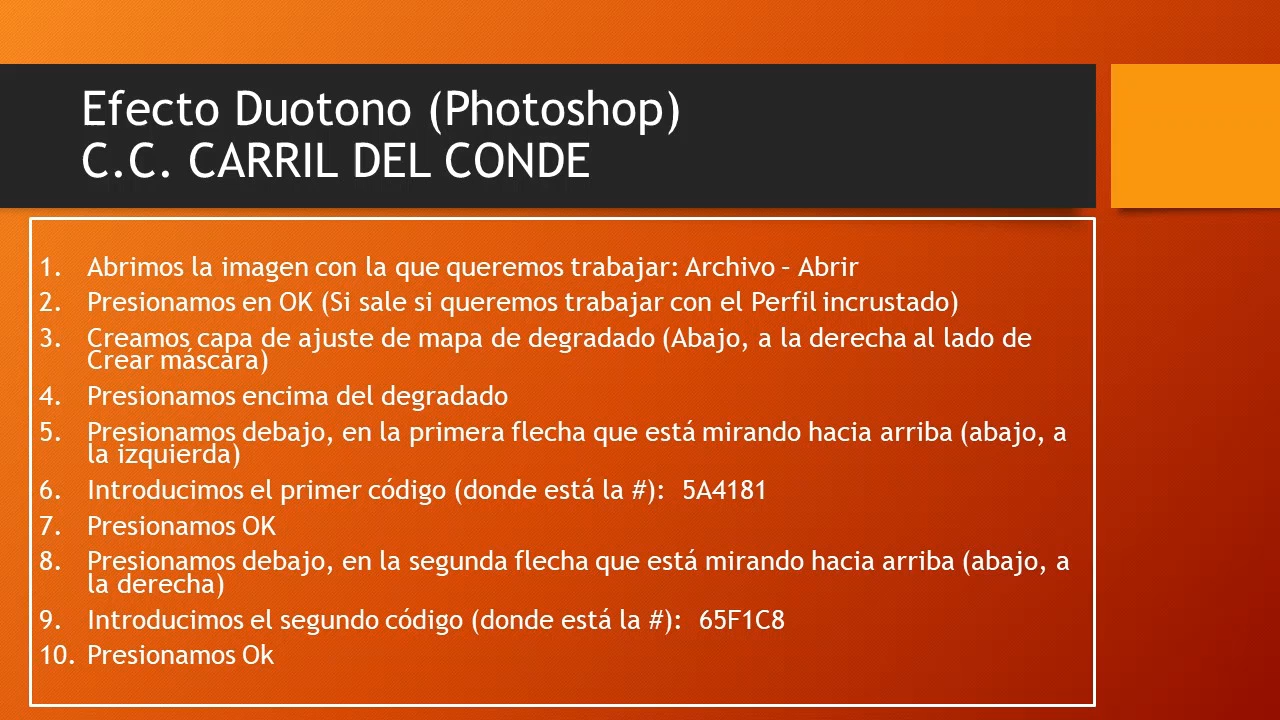 Efecto Duotono (Photoshop)
C.C. CARRIL DEL CONDE
1. Abrimos la imagen con la que queremos trabajar: Archivo – Abrir
2. Presionamos en OK (Si sale si queremos trabajar con el Perfil incrustado)
3. Creamos capa de ajuste de mapa de degradado (Abajo, a la derecha al lado de
Crear máscara)
4. Presionamos encima del degradado
5. Presionamos debajo, en la primera flecha que está mirando hacia arriba (abajo, a
la izquierda)
6. Introducimos el primer código (donde está la #): 5A4181
7. Presionamos OK
8. Presionamos debajo, en la segunda flecha que está mirando hacia arriba (abajo, a
la derecha)
9. Introducimos el segundo código (donde está la #): 65F1C8
10. Presionamos Ok